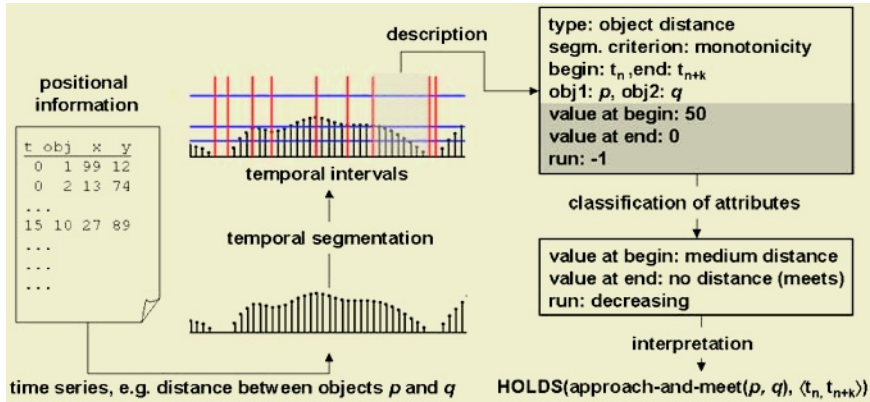 positional
information
t obj x y
0 1 99 12
0 2 13 74
...
15 10 27 89
...
...
...
time series, e.g. distance between objects p and q
temporal segmentation
temporal intervals
description
type: object distance
segm. criterion: monotonicity
begin: tₙ ,end: tₙ₊ₖ
obj1: p, obj2: q
value at begin: 50
value at end: 0
run: -1
classification of attributes
value at begin: medium distance
value at end: no distance (meets)
run: decreasing
interpretation
HOLDS(approach-and-meet(p, q), ⟨tₙ, tₙ₊ₖ⟩)